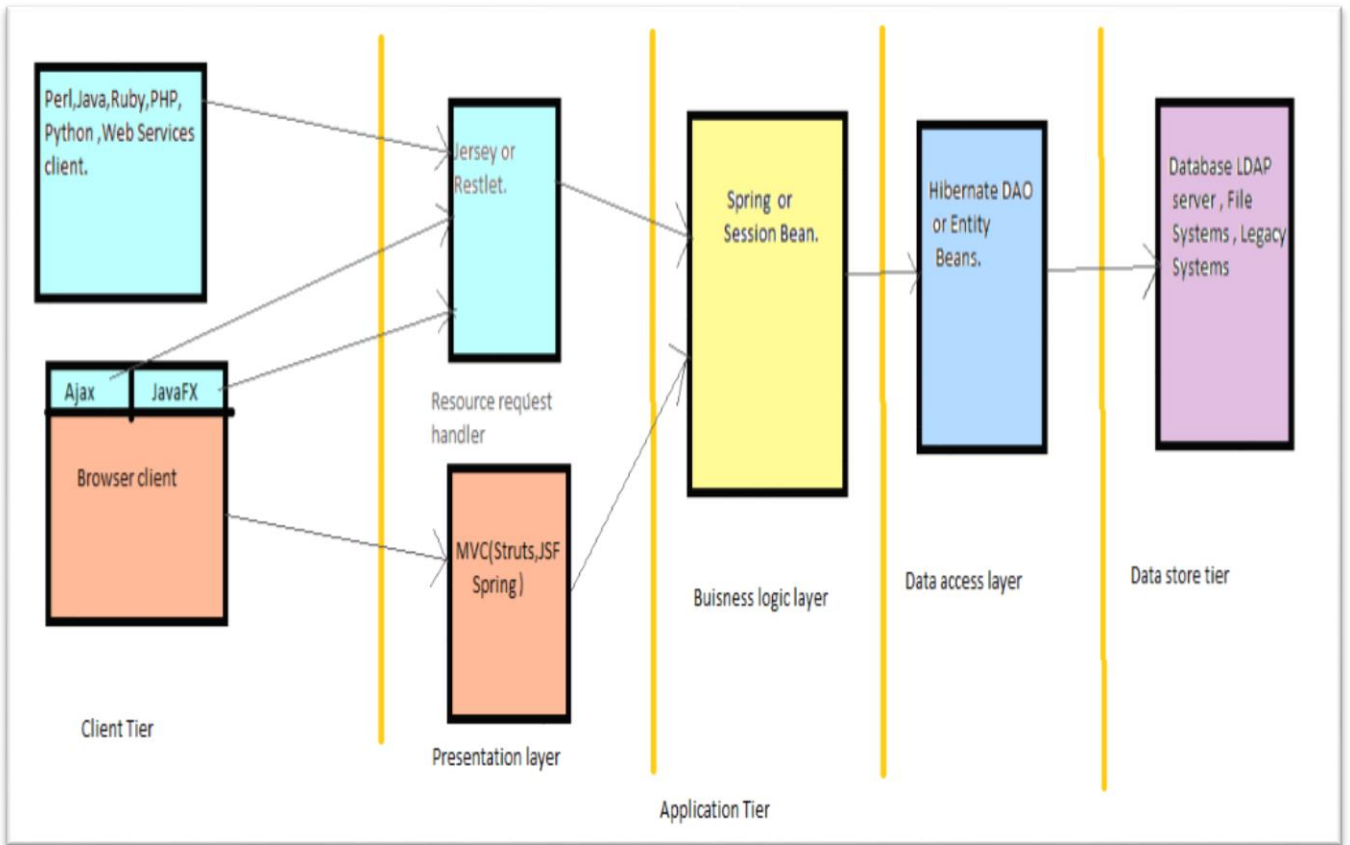 Perl,Java,Ruby,PHP,
Python ,Web Services
client.
Ajax
JavaFX
Browser client
Client Tier
Jersey or
Restlet.
Resource request
handler
MVC(Struts,JSF
Spring )
Presentation layer
Spring or
Session Bean.
Buisness logic layer
Application Tier
Hibernate DAO
or Entity
Beans.
Data access layer
Database LDAP
server , File
Systems , Legacy
Systems
Data store tier